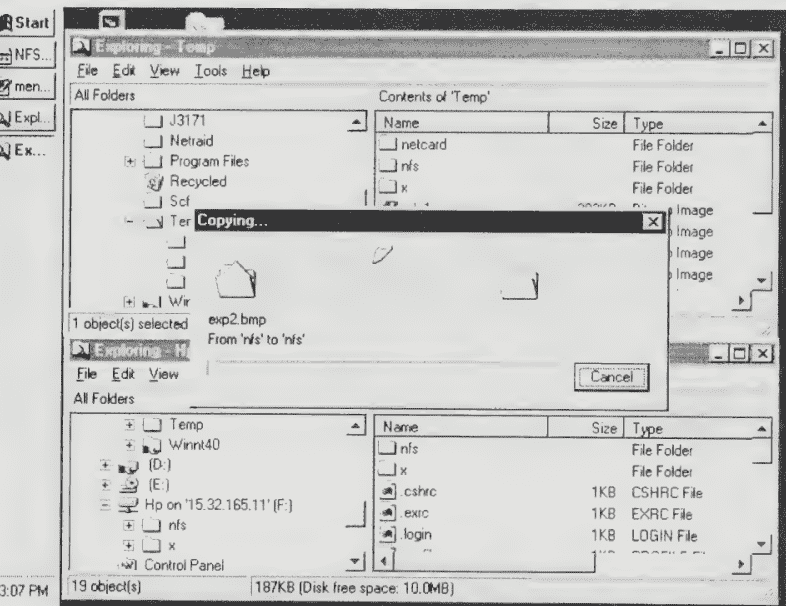 Start
NFS...
men...
Expl...
Ex...
3:07 PM
Exploring - Temp
File Edit View Tools Help
All Folders
Contents of 'Temp'
J3171
Netraid
Program Files
Recycled
Name Size Type
netcard File Folder
nfs File Folder
x File Folder
Image
Image
Image
Image
1 object(s) selected
Copying...
exp2.bmp
From 'nfs' to 'nfs'
Cancel
Exploring - H
File Edit View
All Folders
Temp
Winnt40
(D:)
(E:)
Hp on '15.32.165.11' (F:)
nfs
x
Control Panel
Name Size Type
nfs File Folder
x File Folder
.cshrc 1KB CSHRC File
.exrc 1KB EXRC File
.login 1KB LOGIN File
19 object(s)
187KB (Disk free space: 10.0MB)